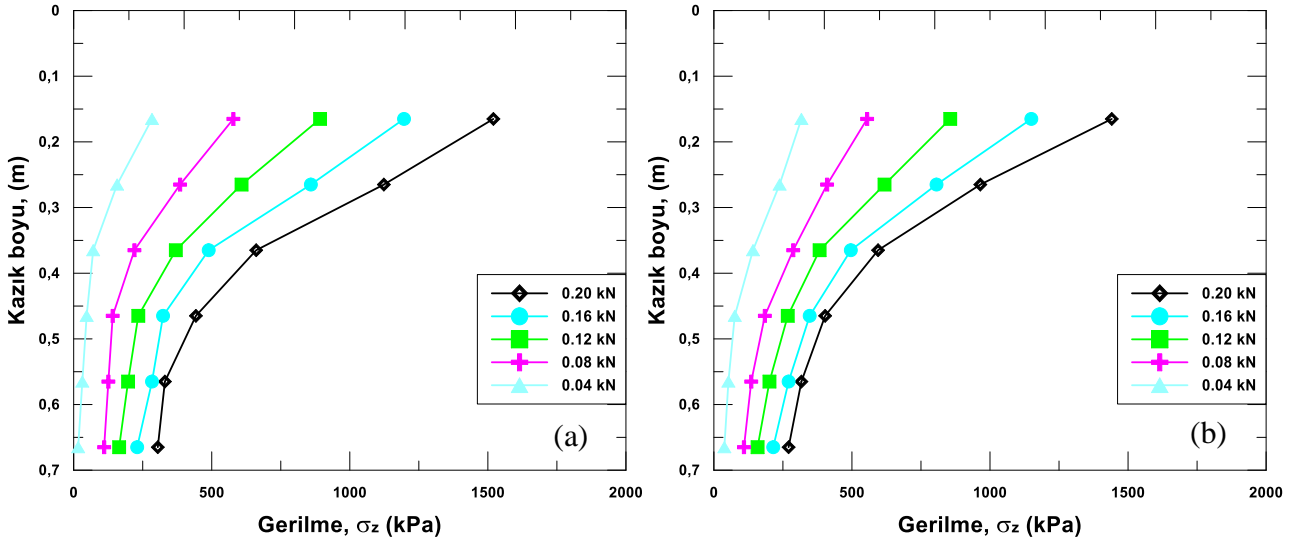 0
0,1
0,2
0,3
0,4
0,5
0,6
0,7
Kazık boyu, (m)
0.20 kN
0.16 kN
0.12 kN
0.08 kN
0.04 kN
(a)
0 500 1000 1500 2000
Gerilme, σz (kPa)
0
0,1
0,2
0,3
0,4
0,5
0,6
0,7
Kazık boyu, (m)
0.20 kN
0.16 kN
0.12 kN
0.08 kN
0.04 kN
(b)
0 500 1000 1500 2000
Gerilme, σz (kPa)